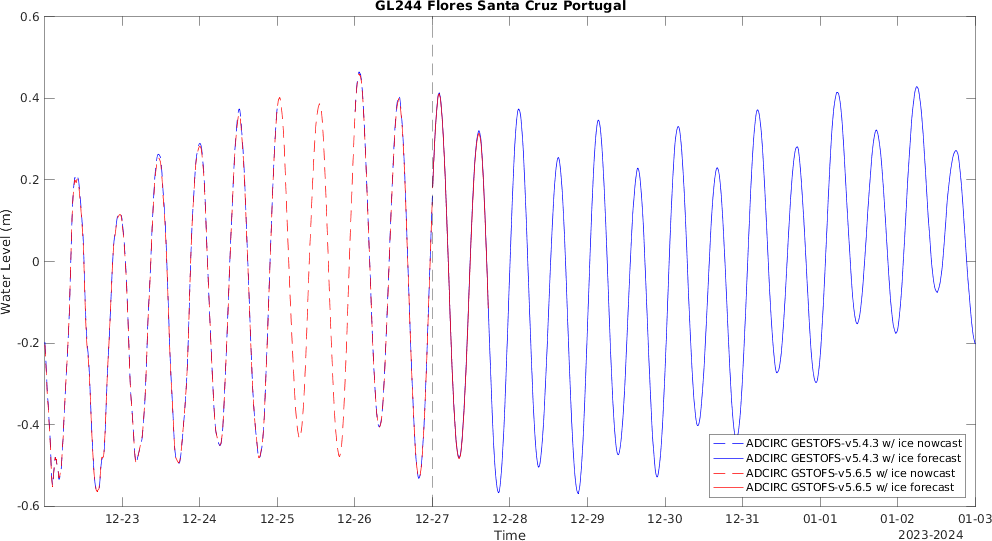 GL244 Flores Santa Cruz Portugal
0.6
0.4
0.2
0
-0.2
-0.4
-0.6
Water Level (m)
12-23 12-24 12-25 12-26 12-27 12-28 12-29 12-30 12-31 01-01 01-02 01-03
Time
2023-2024
ADCIRC GESTOFS-v5.4.3 w/ ice nowcast
ADCIRC GESTOFS-v5.4.3 w/ ice forecast
ADCIRC GSTOFS-v5.6.5 w/ ice nowcast
ADCIRC GSTOFS-v5.6.5 w/ ice forecast